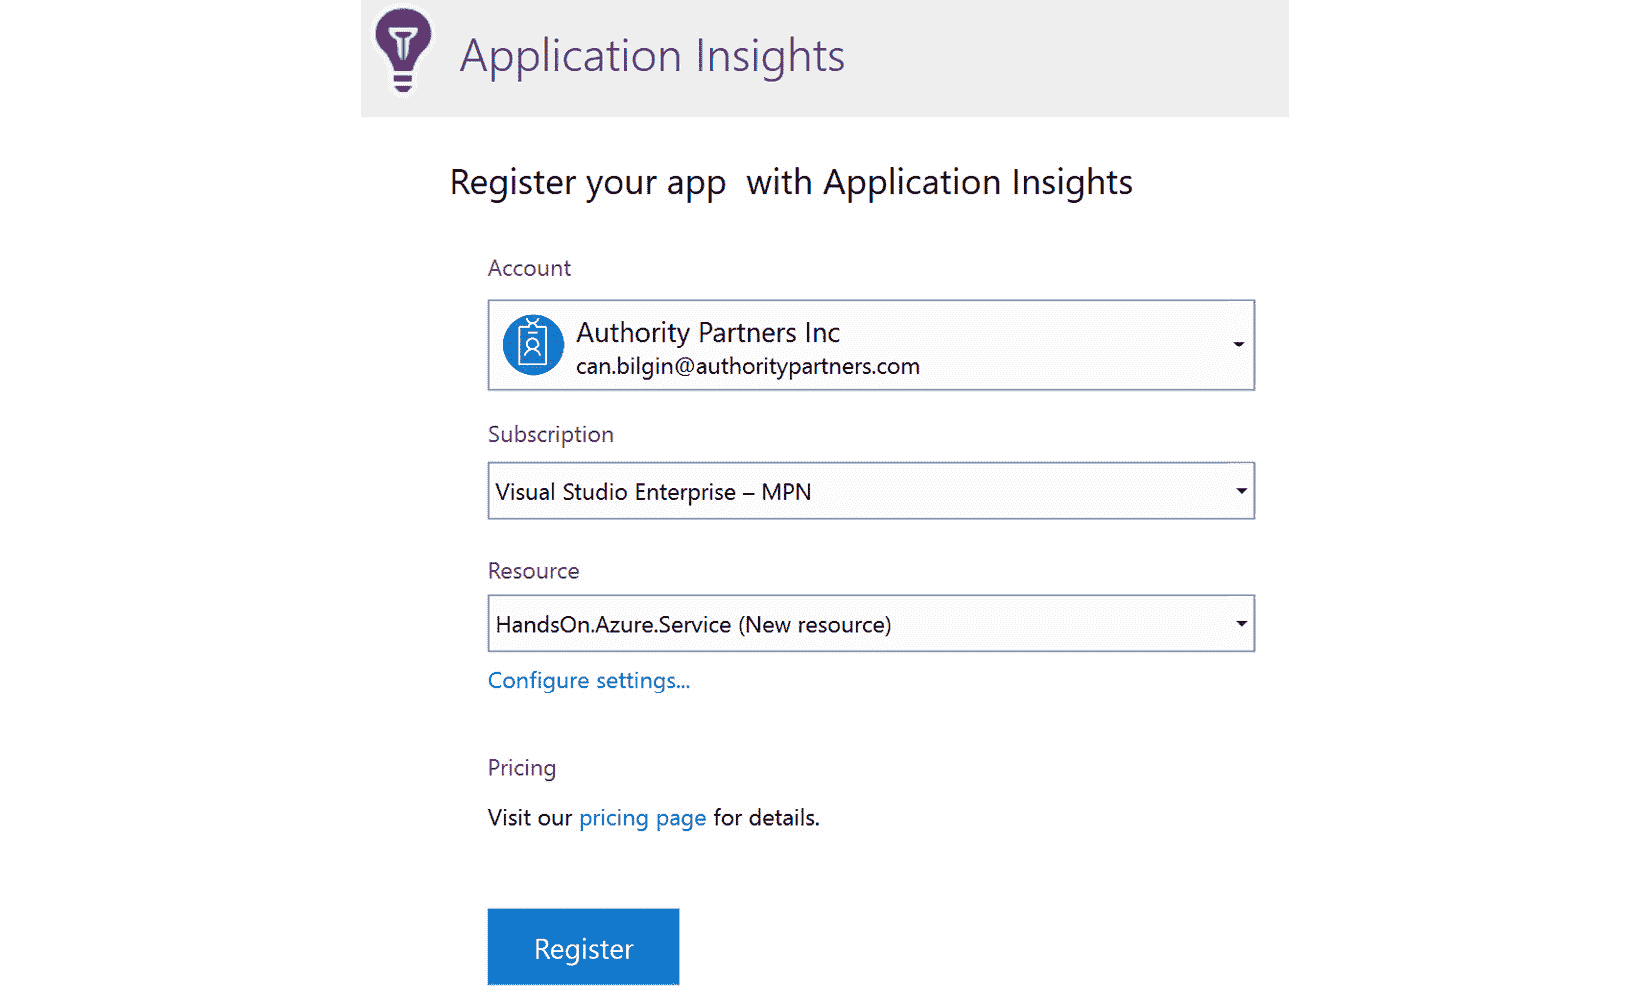 Application Insights
Register your app  with Application Insights
Account
Authority Partners Inc
can.bilgin@authoritypartners.com
Subscription
Visual Studio Enterprise – MPN
Resource
HandsOn.Azure.Service (New resource)
Configure settings...
Pricing
Visit our pricing page for details.
Register